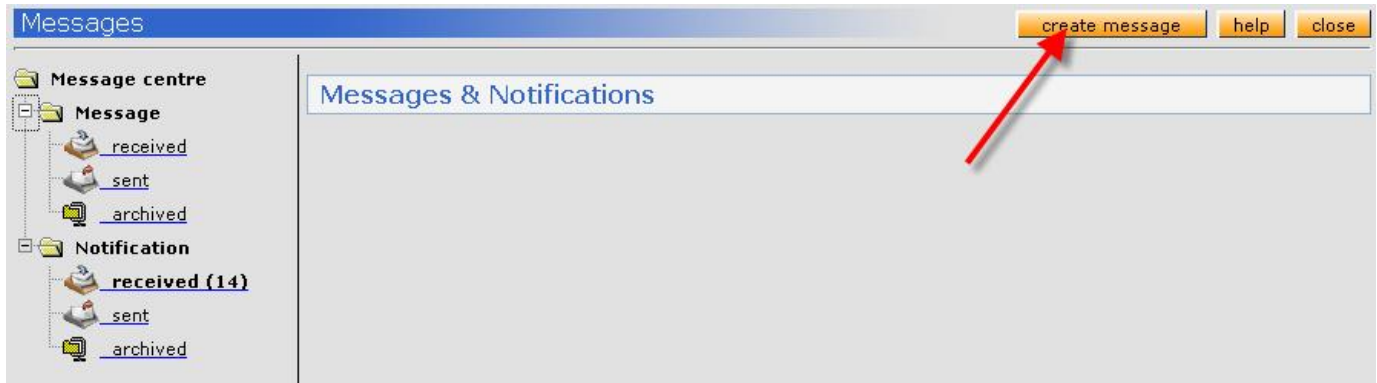 Messages
create message
help
close
Message centre
Message
received
sent
archived
Notification
received (14)
sent
archived
Messages & Notifications